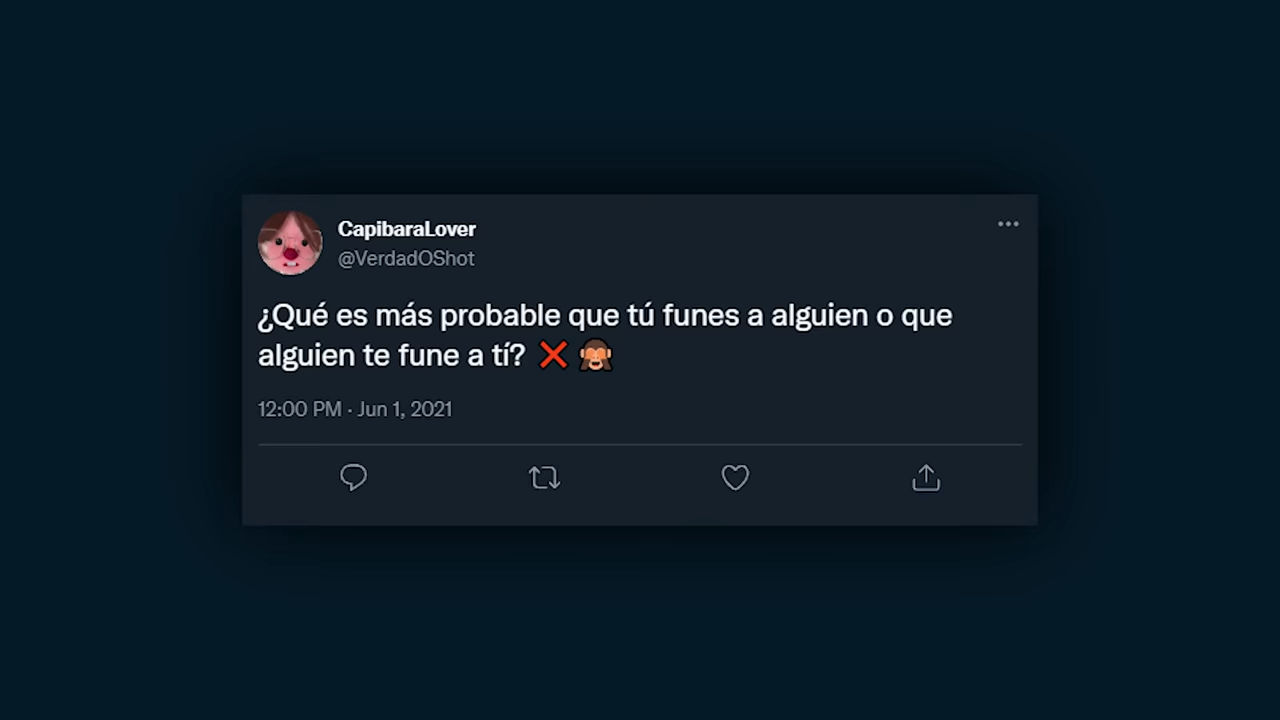 CapibaraLover
@VerdadOShot
¿Qué es más probable que tú funes a alguien o que
alguien te fune a tí? ❌🙈
12:00 PM · Jun 1, 2021